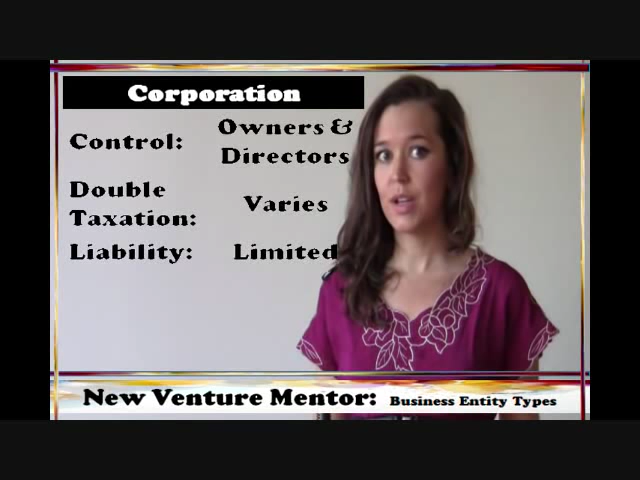 Corporation
Control: Owners & Directors
Double Taxation: Varies
Liability: Limited
New Venture Mentor: Business Entity Types